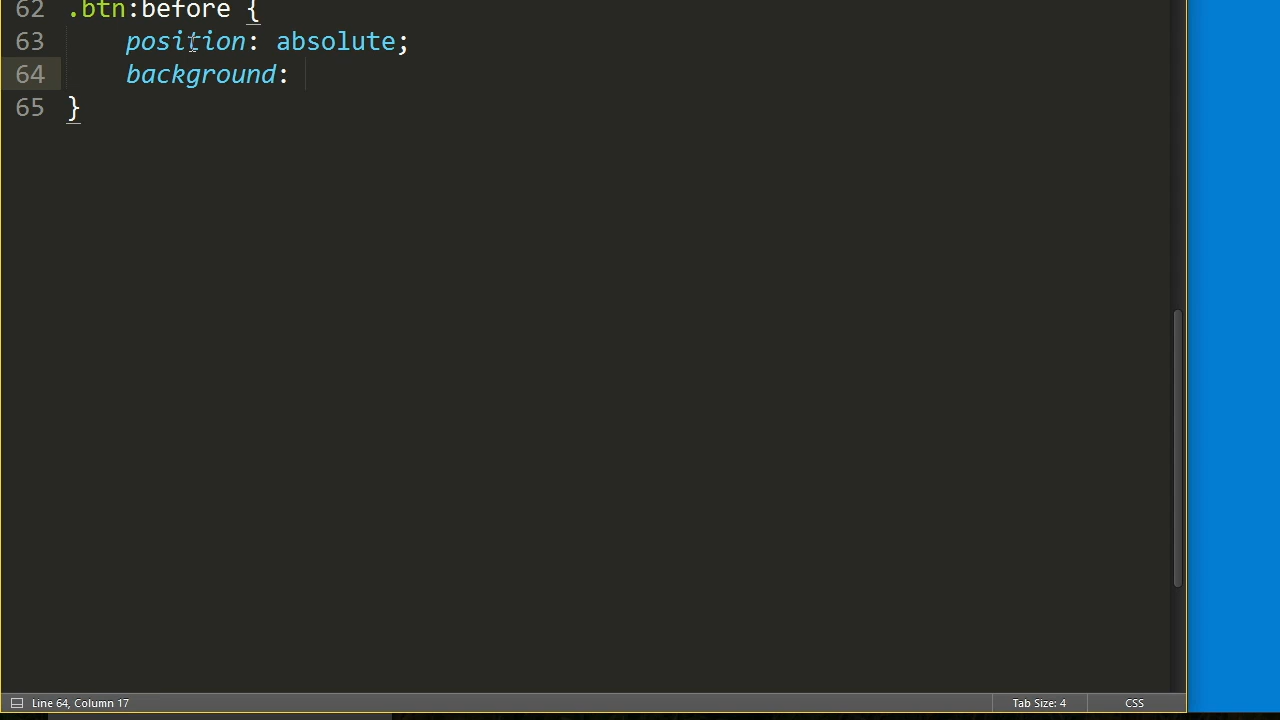 62 .btn:before {
63 position: absolute;
64 background:
65 }
Line 64, Column 17 Tab Size: 4 CSS